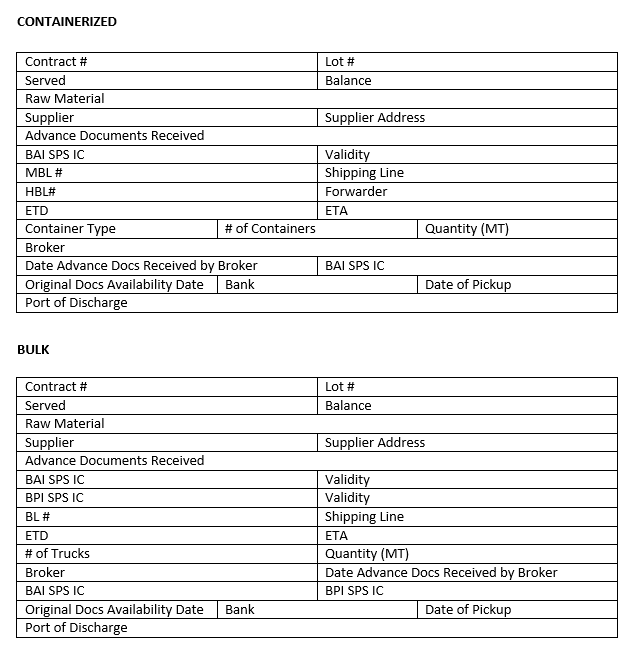 CONTAINERIZED
Contract # Lot #
Served Balance
Raw Material
Supplier Supplier Address
Advance Documents Received
BAI SPS IC Validity
MBL # Shipping Line
HBL# Forwarder
ETD ETA
Container Type # of Containers Quantity (MT)
Broker
Date Advance Docs Received by Broker BAI SPS IC
Original Docs Availability Date Bank Date of Pickup
Port of Discharge
BULK
Contract # Lot #
Served Balance
Raw Material
Supplier Supplier Address
Advance Documents Received
BAI SPS IC Validity
BPI SPS IC Validity
BL # Shipping Line
ETD ETA
# of Trucks Quantity (MT)
Broker Date Advance Docs Received by Broker
BAI SPS IC BPI SPS IC
Original Docs Availability Date Bank Date of Pickup
Port of Discharge